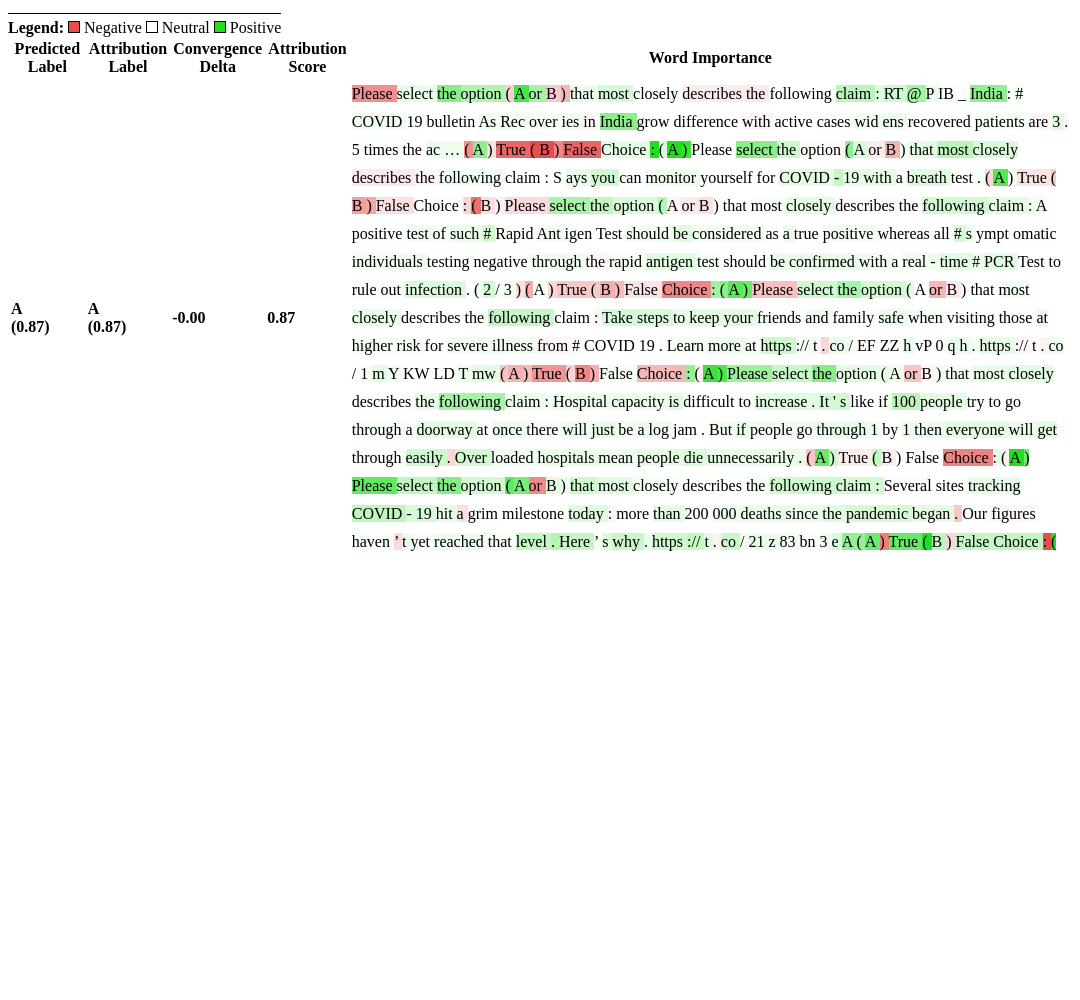 Legend: Negative Neutral Positive
Predicted Label Attribution Label Convergence Delta Attribution Score Word Importance
A (0.87) A (0.87) -0.00 0.87
Please select the option ( A or B ) that most closely describes the following claim : RT @ P IB _ India : #
COVID 19 bulletin As Rec over ies in India grow difference with active cases wid ens recovered patients are 3 .
5 times the ac … ( A ) True ( B ) False Choice : ( A ) Please select the option ( A or B ) that most closely
describes the following claim : S ays you can monitor yourself for COVID - 19 with a breath test . ( A ) True (
B ) False Choice : ( B ) Please select the option ( A or B ) that most closely describes the following claim : A
positive test of such # Rapid Ant igen Test should be considered as a true positive whereas all # s ympt omatic
individuals testing negative through the rapid antigen test should be confirmed with a real - time # PCR Test to
rule out infection . ( 2 / 3 ) ( A ) True ( B ) False Choice : ( A ) Please select the option ( A or B ) that most
closely describes the following claim : Take steps to keep your friends and family safe when visiting those at
higher risk for severe illness from # COVID 19 . Learn more at https :// t . co / EF ZZ h vP 0 q h . https :// t . co
/ 1 m Y KW LD T mw ( A ) True ( B ) False Choice : ( A ) Please select the option ( A or B ) that most closely
describes the following claim : Hospital capacity is difficult to increase . It ' s like if 100 people try to go
through a doorway at once there will just be a log jam . But if people go through 1 by 1 then everyone will get
through easily . Over loaded hospitals mean people die unnecessarily . ( A ) True ( B ) False Choice : ( A )
Please select the option ( A or B ) that most closely describes the following claim : Several sites tracking
COVID - 19 hit a grim milestone today : more than 200 000 deaths since the pandemic began . Our figures
haven ’ t yet reached that level . Here ’ s why . https :// t . co / 21 z 83 bn 3 e A ( A ) True ( B ) False Choice : (